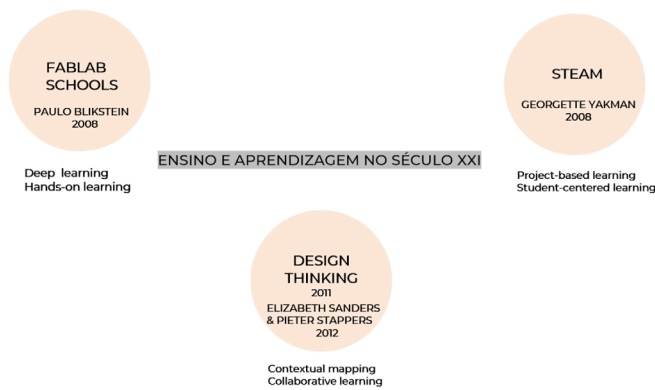 FABLAB
SCHOOLS
PAULO BLIKSTEIN
2008
Deep learning
Hands-on learning
STEAM
GEORGETTE YAKMAN
2008
Project-based learning
Student-centered learning
ENSINO E APRENDIZAGEM NO SÉCULO XXI
DESIGN
THINKING
2011
ELIZABETH SANDERS
& PIETER STAPPERS
2012
Contextual mapping
Collaborative learning